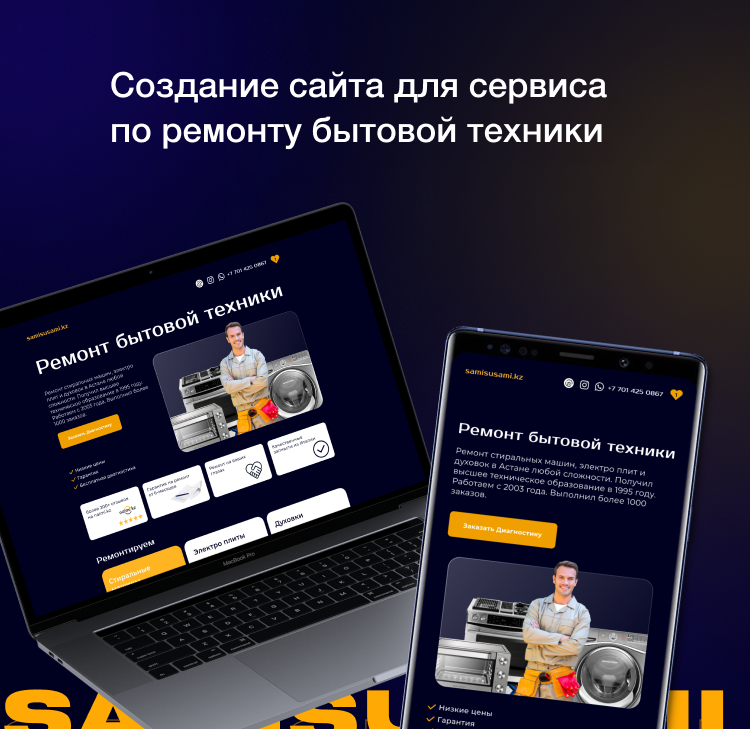 Создание сайта для сервиса
по ремонту бытовой техники
+7 701 425 0867
samisusami.kz
Ремонт бытовой техники
Ремонт стиральных машин, электро
плит и духовок в Астане любой
сложности. Получил высшее
техническое образование в 1995 году.
Работаем с 2003 года. Выполнил более
1000 заказов.
Заказать Диагностику
Низкие цены
Гарантия
Бесплатная диагностика
Более 200+ отзывов
Гарантия на ремонт
от 6 месяцев
Ремонт на ваших
глазах
Качественные
запчасти из Италии
Ремонтируем
Стиральные
Электро плиты
Духовки
MacBook Pro
samisusami.kz
+7 701 425 0867
1
Ремонт бытовой техники
Ремонт стиральных машин, электро плит и
духовок в Астане любой сложности. Получил
высшее техническое образование в 1995 году.
Работаем с 2003 года. Выполнил более 1000
заказов.
Заказать Диагностику
Низкие цены
Гарантия